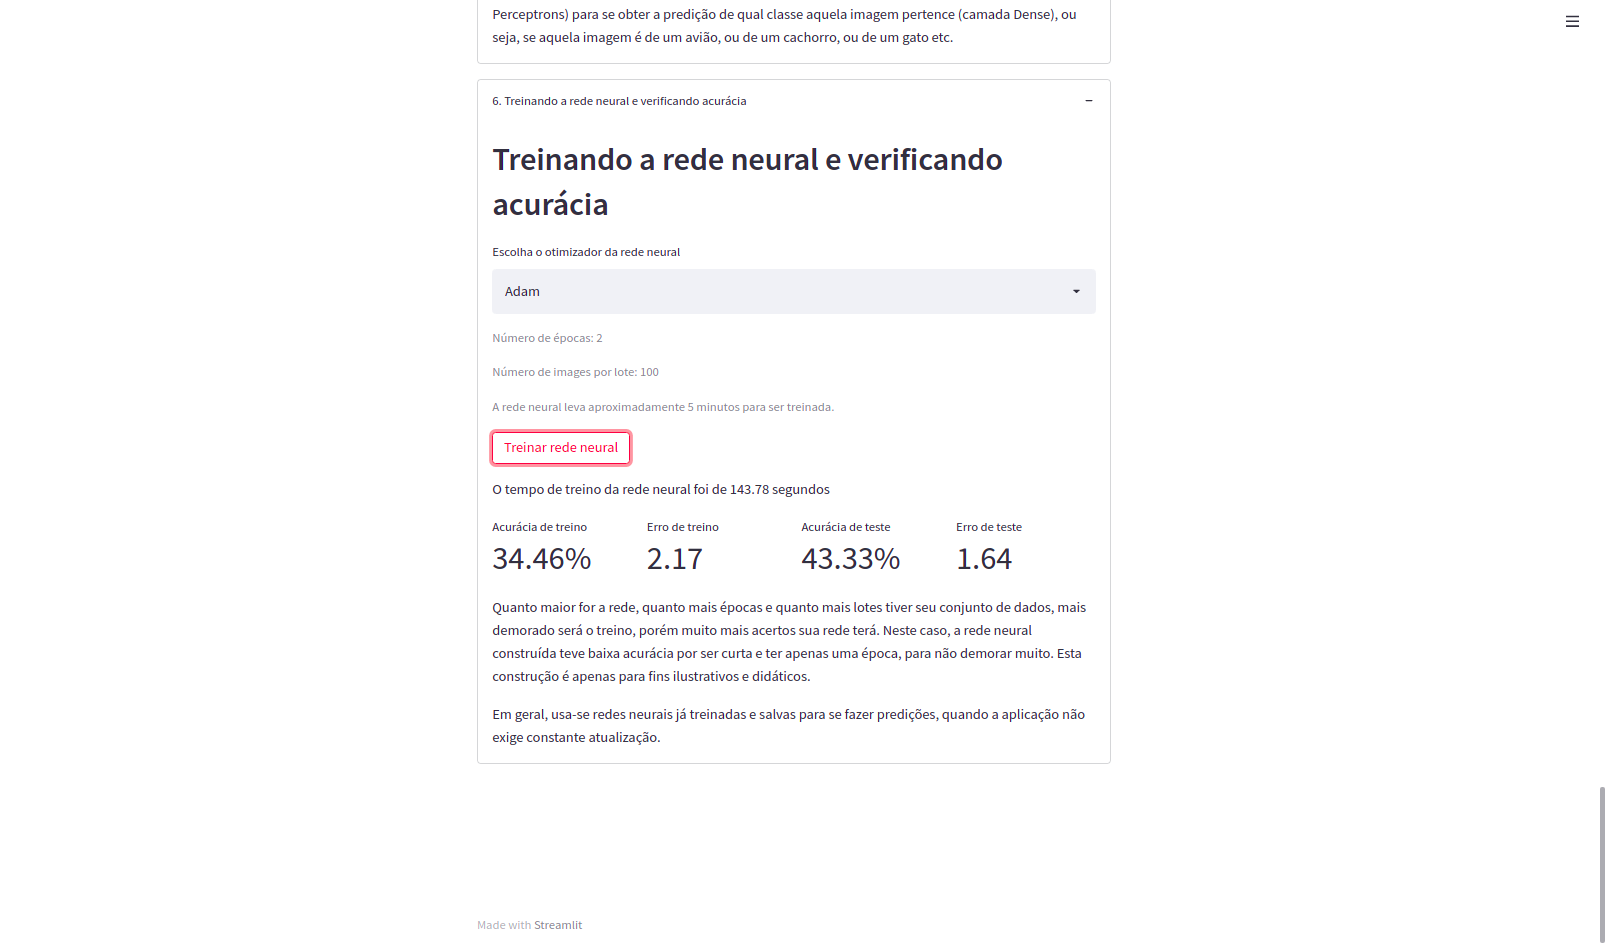 Perceptrons) para se obter a predição de qual classe aquela imagem pertence (camada Dense), ou
seja, se aquela imagem é de um avião, ou de um cachorro, ou de um gato etc.
6. Treinando a rede neural e verificando acurácia
Treinando a rede neural e verificando
acurácia
Escolha o otimizador da rede neural
Adam
Número de épocas: 2
Número de images por lote: 100
A rede neural leva aproximadamente 5 minutos para ser treinada.
Treinar rede neural
O tempo de treino da rede neural foi de 143.78 segundos
Acurácia de treino Erro de treino Acurácia de teste Erro de teste
34.46% 2.17 43.33% 1.64
Quanto maior for a rede, quanto mais épocas e quanto mais lotes tiver seu conjunto de dados, mais
demorado será o treino, porém muito mais acertos sua rede terá. Neste caso, a rede neural
construída teve baixa acurácia por ser curta e ter apenas uma época, para não demorar muito. Esta
construção é apenas para fins ilustrativos e didáticos.
Em geral, usa-se redes neurais já treinadas e salvas para se fazer predições, quando a aplicação não
exige constante atualização.
Made with Streamlit